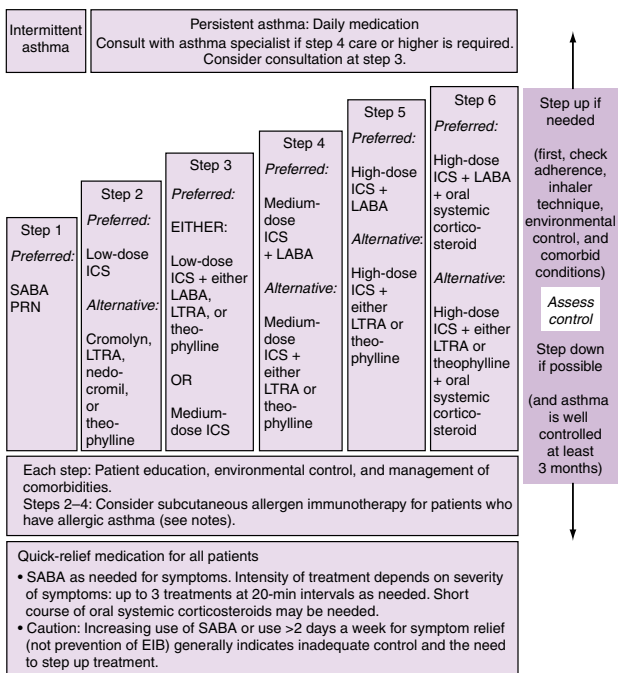 Intermittent
asthma
Persistent asthma: Daily medication
Consult with asthma specialist if step 4 care or higher is required.
Consider consultation at step 3.
Step 1
Preferred:
SABA
PRN
Step 2
Preferred:
Low-dose
ICS
Alternative:
Cromolyn,
LTRA,
nedo-
cromil,
or
theo-
phylline
Step 3
Preferred:
EITHER:
Low-dose
ICS + either
LABA,
LTRA, or
theo-
phylline
OR
Medium-
dose ICS
Step 4
Preferred:
Medium-
dose
ICS
+ LABA
Alternative:
Medium-
dose
ICS +
either
LTRA or
theo-
phylline
Step 5
Preferred:
High-dose
ICS +
LABA
Alternative:
High-dose
ICS +
either
LTRA or
theo-
phylline
Step 6
Preferred:
High-dose
ICS + LABA
+ oral
systemic
cortico-
steroid
Alternative:
High-dose
ICS + either
LTRA or
theophylline
+ oral
systemic
cortico-
steroid
Step up if
needed
(first, check
adherence,
inhaler
technique,
environmental
control, and
comorbid
conditions)
Assess
control
Step down
if possible
(and asthma
is well
controlled
at least
3 months)
Each step: Patient education, environmental control, and management of
comorbidities.
Steps 2–4: Consider subcutaneous allergen immunotherapy for patients who
have allergic asthma (see notes).
Quick-relief medication for all patients
• SABA as needed for symptoms. Intensity of treatment depends on severity
of symptoms: up to 3 treatments at 20-min intervals as needed. Short
course of oral systemic corticosteroids may be needed.
• Caution: Increasing use of SABA or use >2 days a week for symptom relief
(not prevention of EIB) generally indicates inadequate control and the need
to step up treatment.